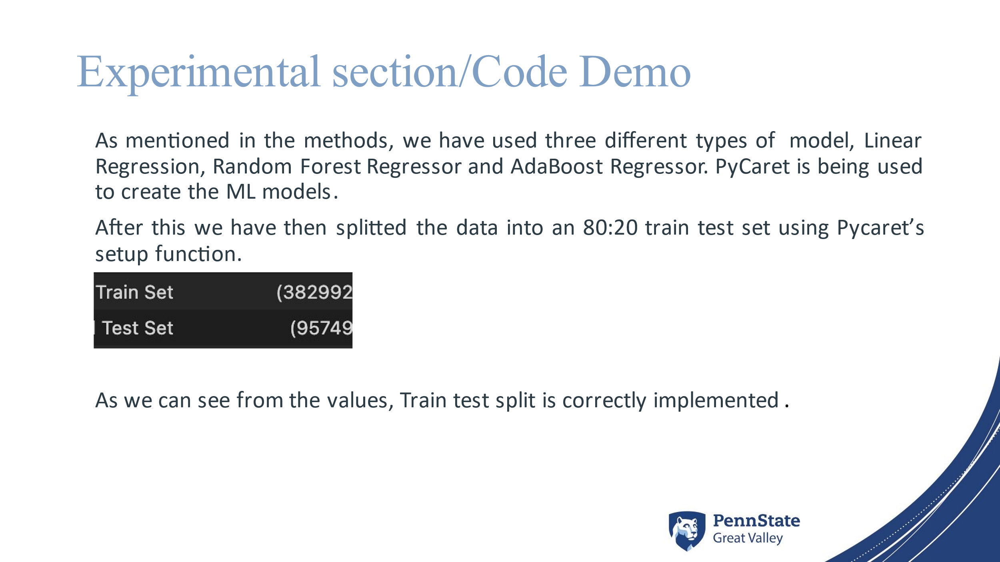 Experimental section/Code Demo
As mentioned in the methods, we have used three different types of model, Linear
Regression, Random Forest Regressor and AdaBoost Regressor. PyCaret is being used
to create the ML models.
After this we have then splitted the data into an 80:20 train test set using Pycaret’s
setup function.
Train Set (382992
Test Set (95749
As we can see from the values, Train test split is correctly implemented .
PennState
Great Valley